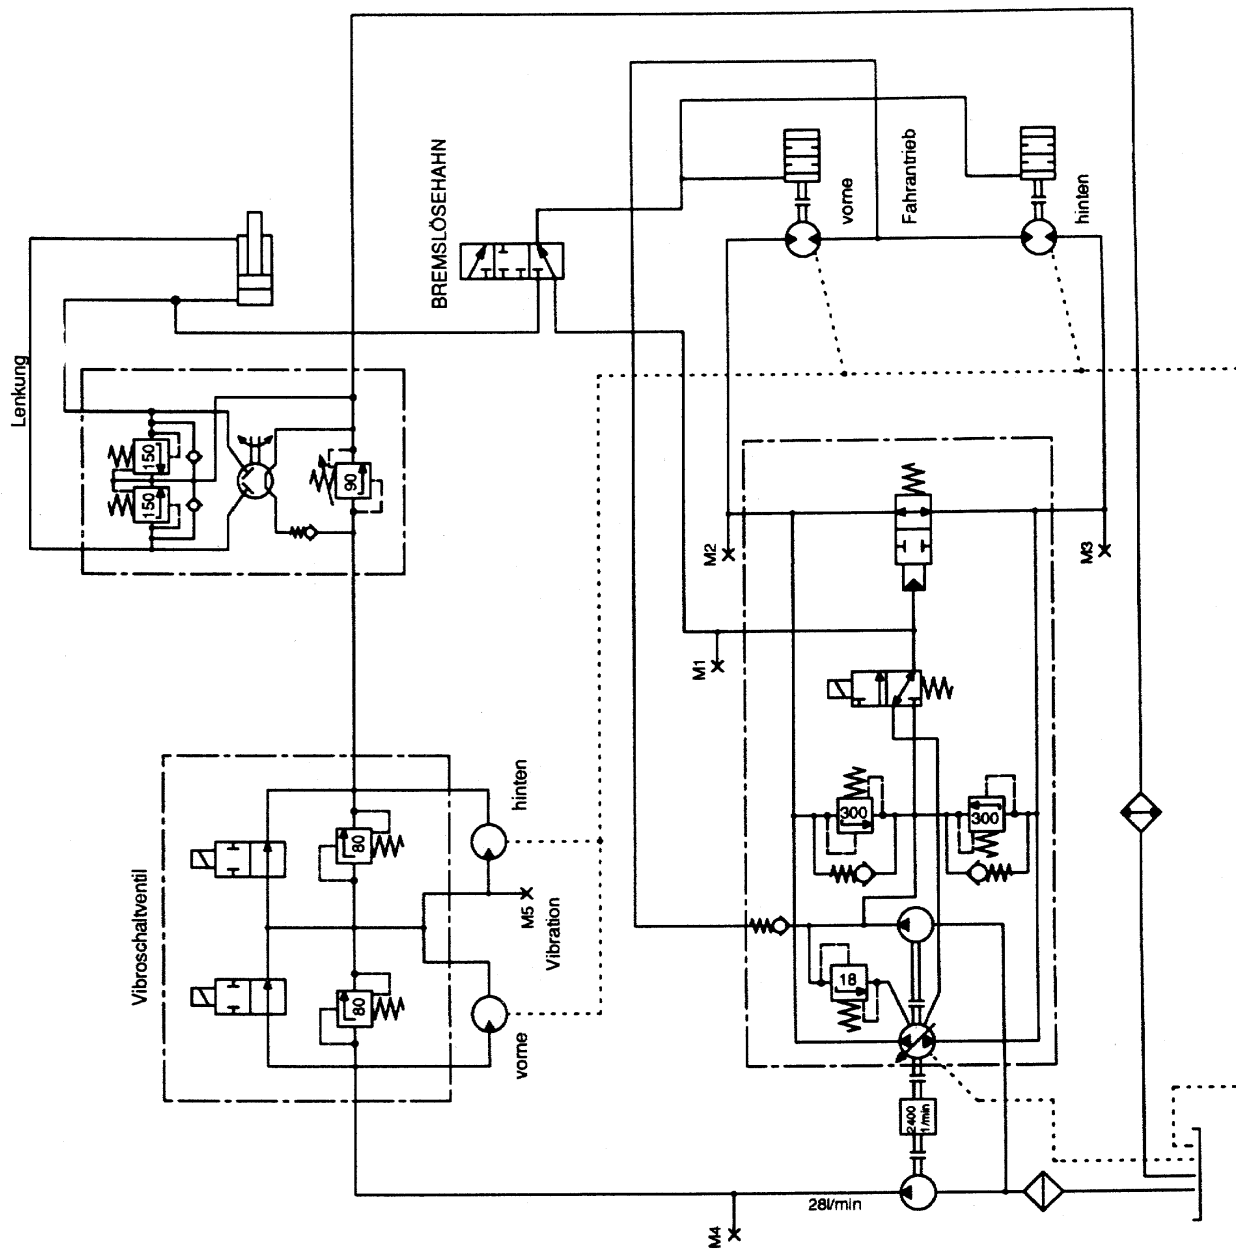 Lenkung
BREMSLÖSEHAHN
vorne
Fahrantrieb
hinten
150
150
90
M2
M3
M1
Vibroschaltventil
hinten
80
M5
Vibration
80
vorne
300
300
18
2400
1/min
28l/min
M4